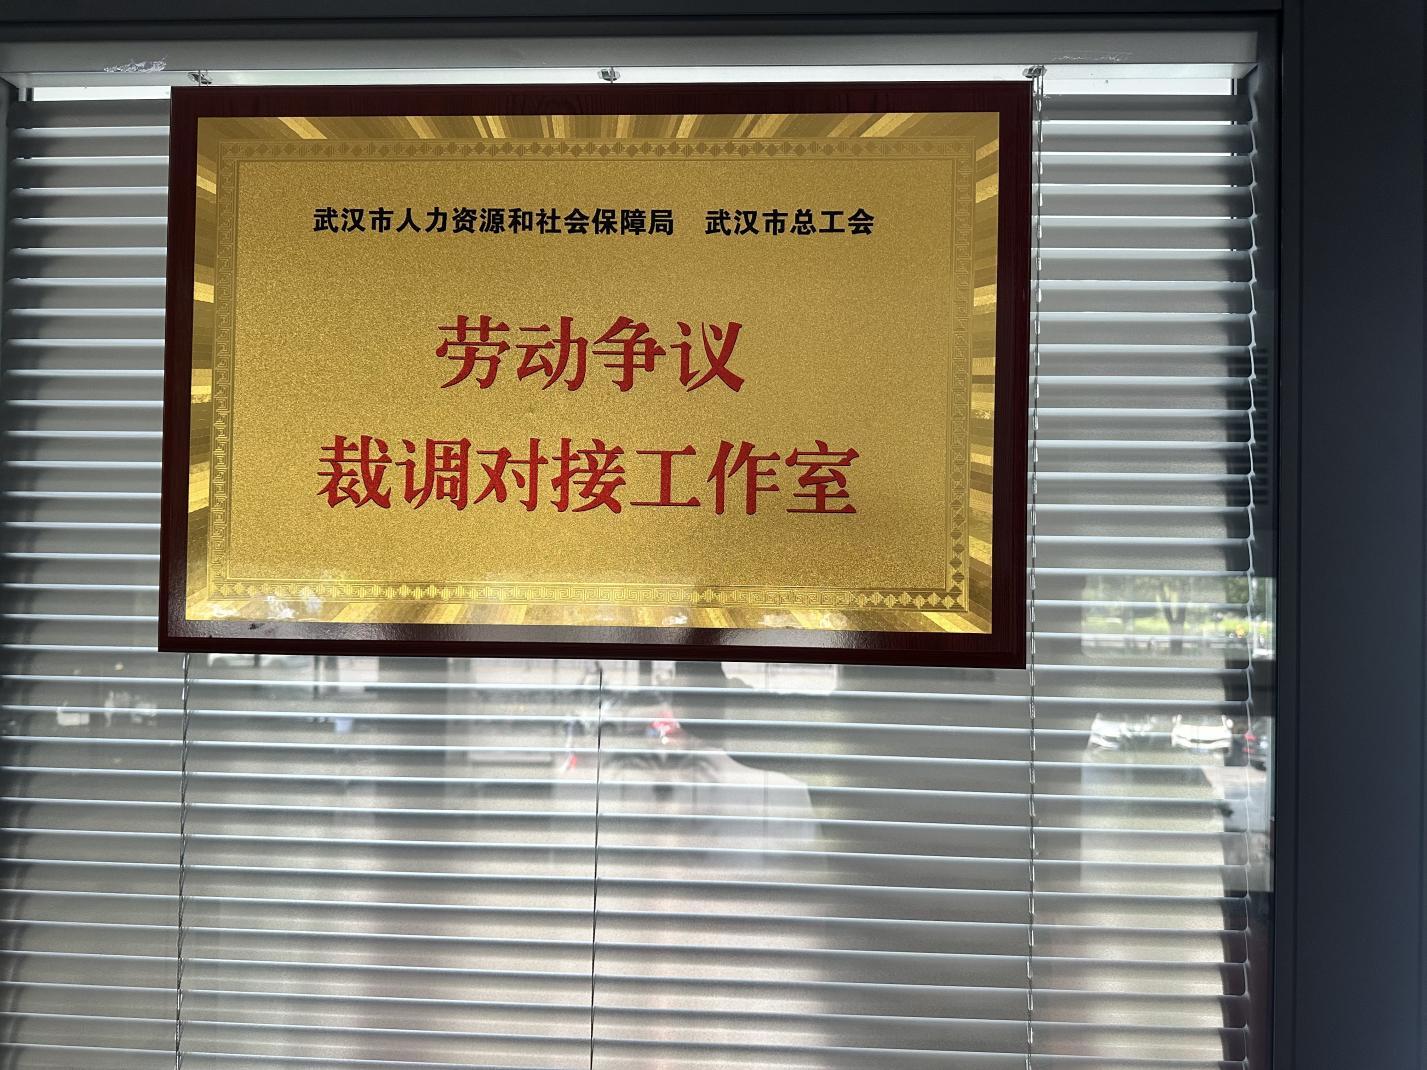 武汉市人力资源和社会保障局 武汉市总工会
劳动争议
裁调对接工作室